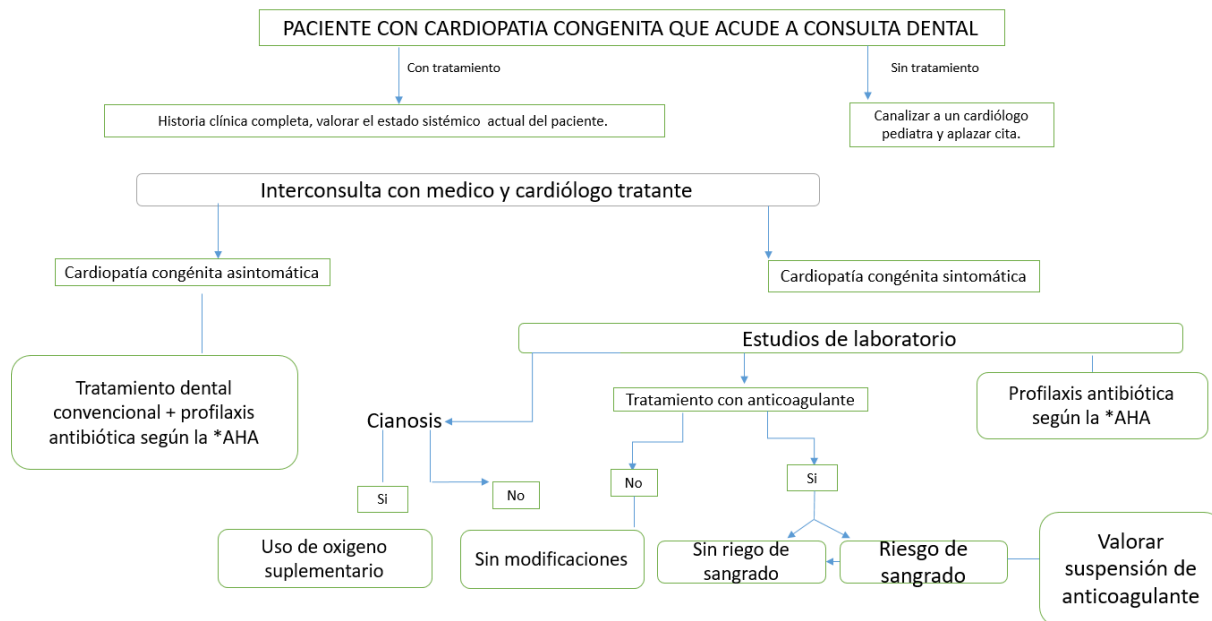 PACIENTE CON CARDIOPATIA CONGENITA QUE ACUDE A CONSULTA DENTAL
Con tratamiento
Sin tratamiento
Historia clínica completa, valorar el estado sistémico actual del paciente.
Canalizar a un cardiólogo
pediatra y aplazar cita.
Interconsulta con medico y cardiólogo tratante
Cardiopatía congénita asintomática
Cardiopatía congénita sintomática
Estudios de laboratorio
Tratamiento dental
convencional + profilaxis
antibiótica según la *AHA
Cianosis
Tratamiento con anticoagulante
Profilaxis antibiótica
según la *AHA
Si
No
No
Si
Uso de oxigeno
suplementario
Sin modificaciones
Sin riego de
sangrado
Riesgo de
sangrado
Valorar
suspensión de
anticoagulante